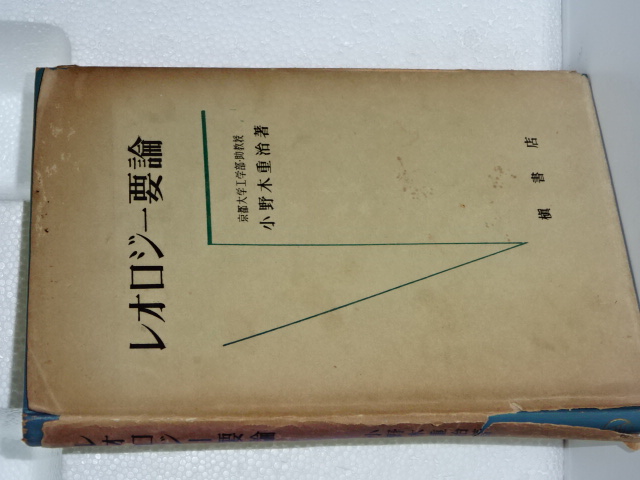 レオロジー要論
京都大学工学部・助教授
小野木重治著
槇書店
レオロジー要論